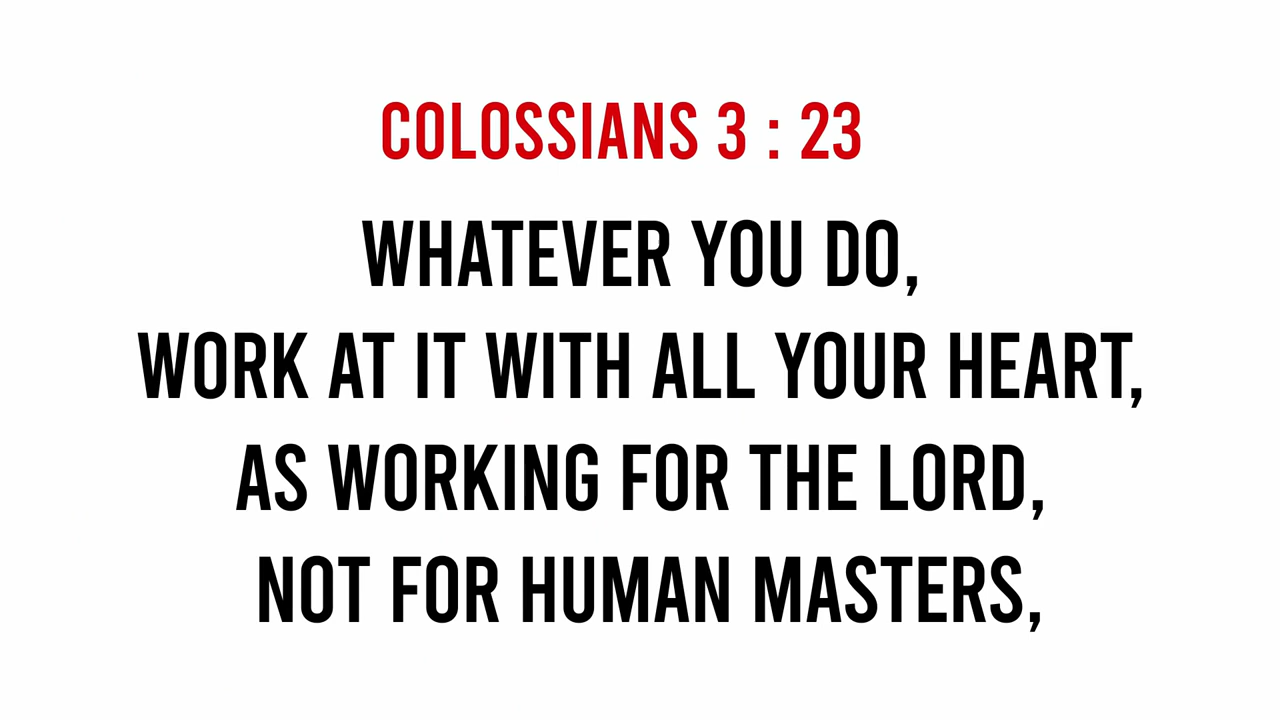 COLOSSIANS 3 : 23
WHATEVER YOU DO,
WORK AT IT WITH ALL YOUR HEART,
AS WORKING FOR THE LORD,
NOT FOR HUMAN MASTERS,